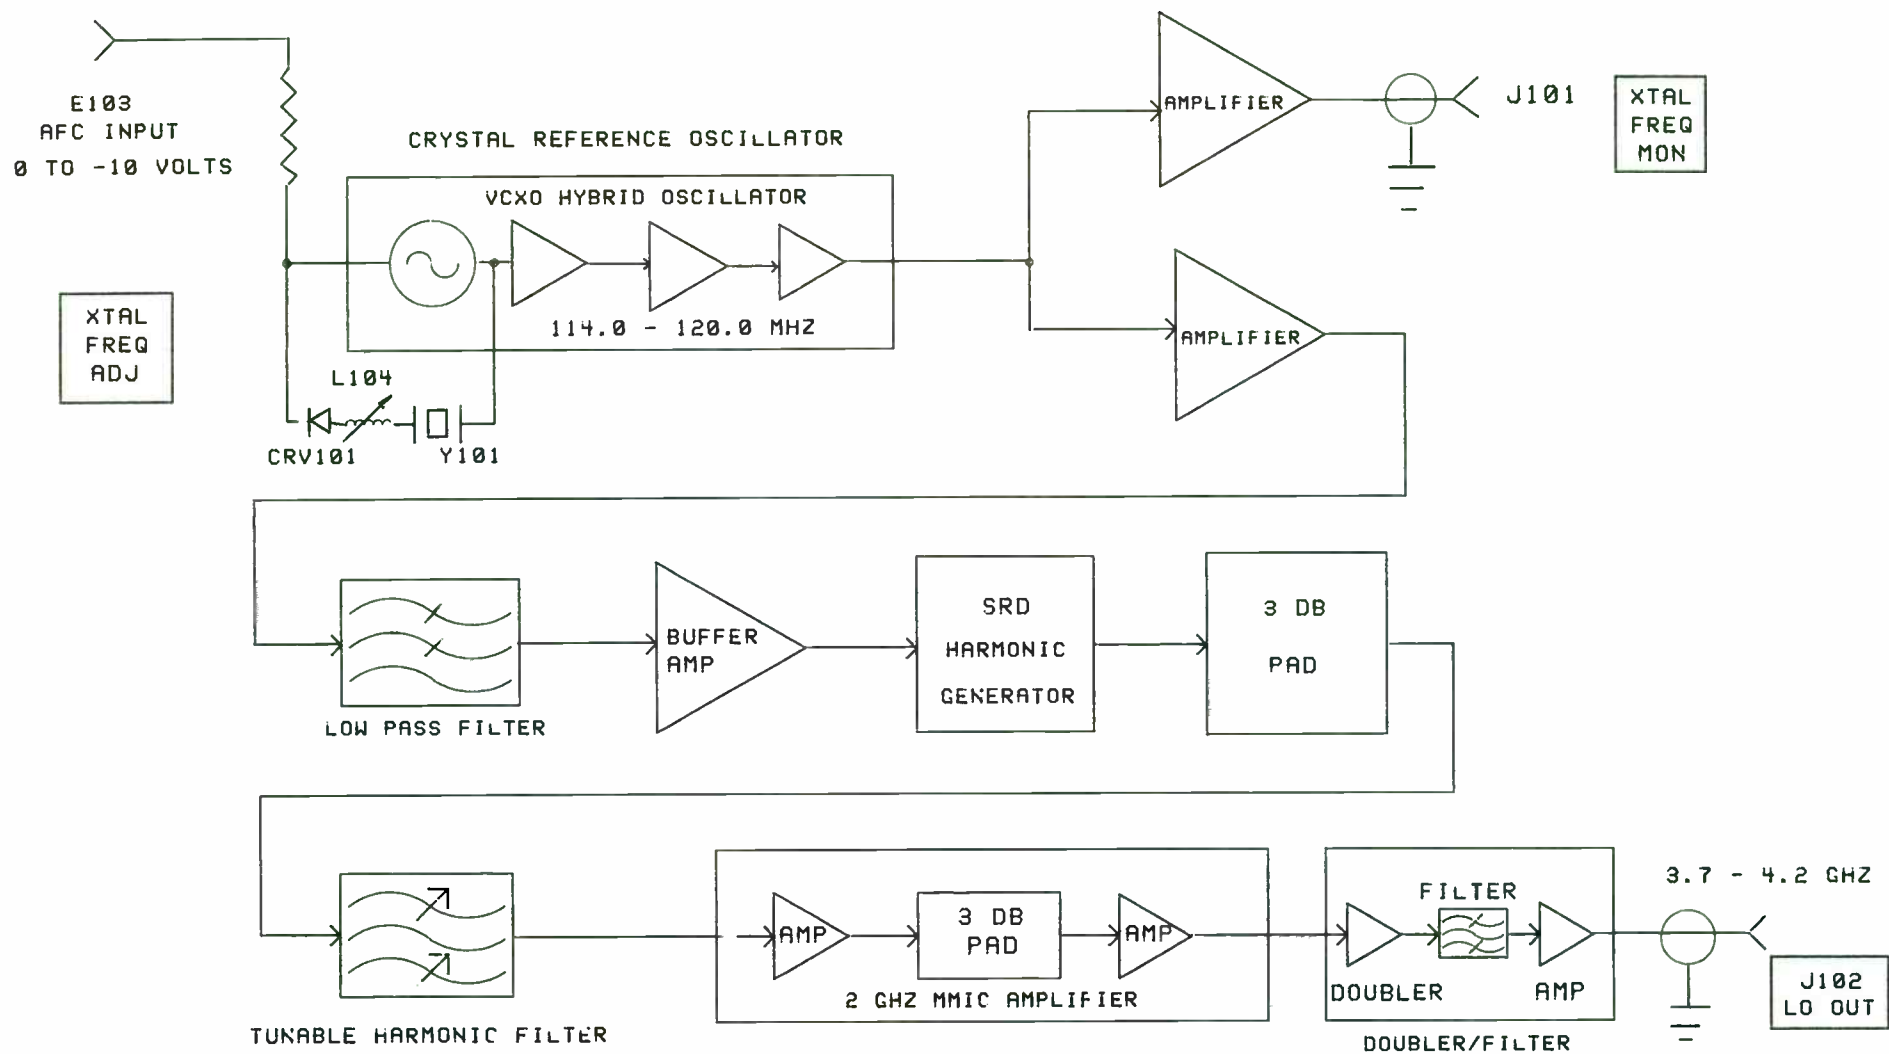 E103
AFC INPUT
0 TO -10 VOLTS
CRYSTAL REFERENCE OSCILLATOR
VCXO HYBRID OSCILLATOR
114.0 - 120.0 MHZ
XTAL
FREQ
ADJ
L104
CRV101
Y101
AMPLIFIER
J101
XTAL
FREQ
MON
AMPLIFIER
LOW PASS FILTER
BUFFER
AMP
SRD
HARMONIC
GENERATOR
3 DB
PAD
TUNABLE HARMONIC FILTER
AMP
3 DB
PAD
AMP
2 GHZ MMIC AMPLIFIER
FILTER
DOUBLER
AMP
DOUBLER/FILTER
3.7 - 4.2 GHZ
J102
LO OUT